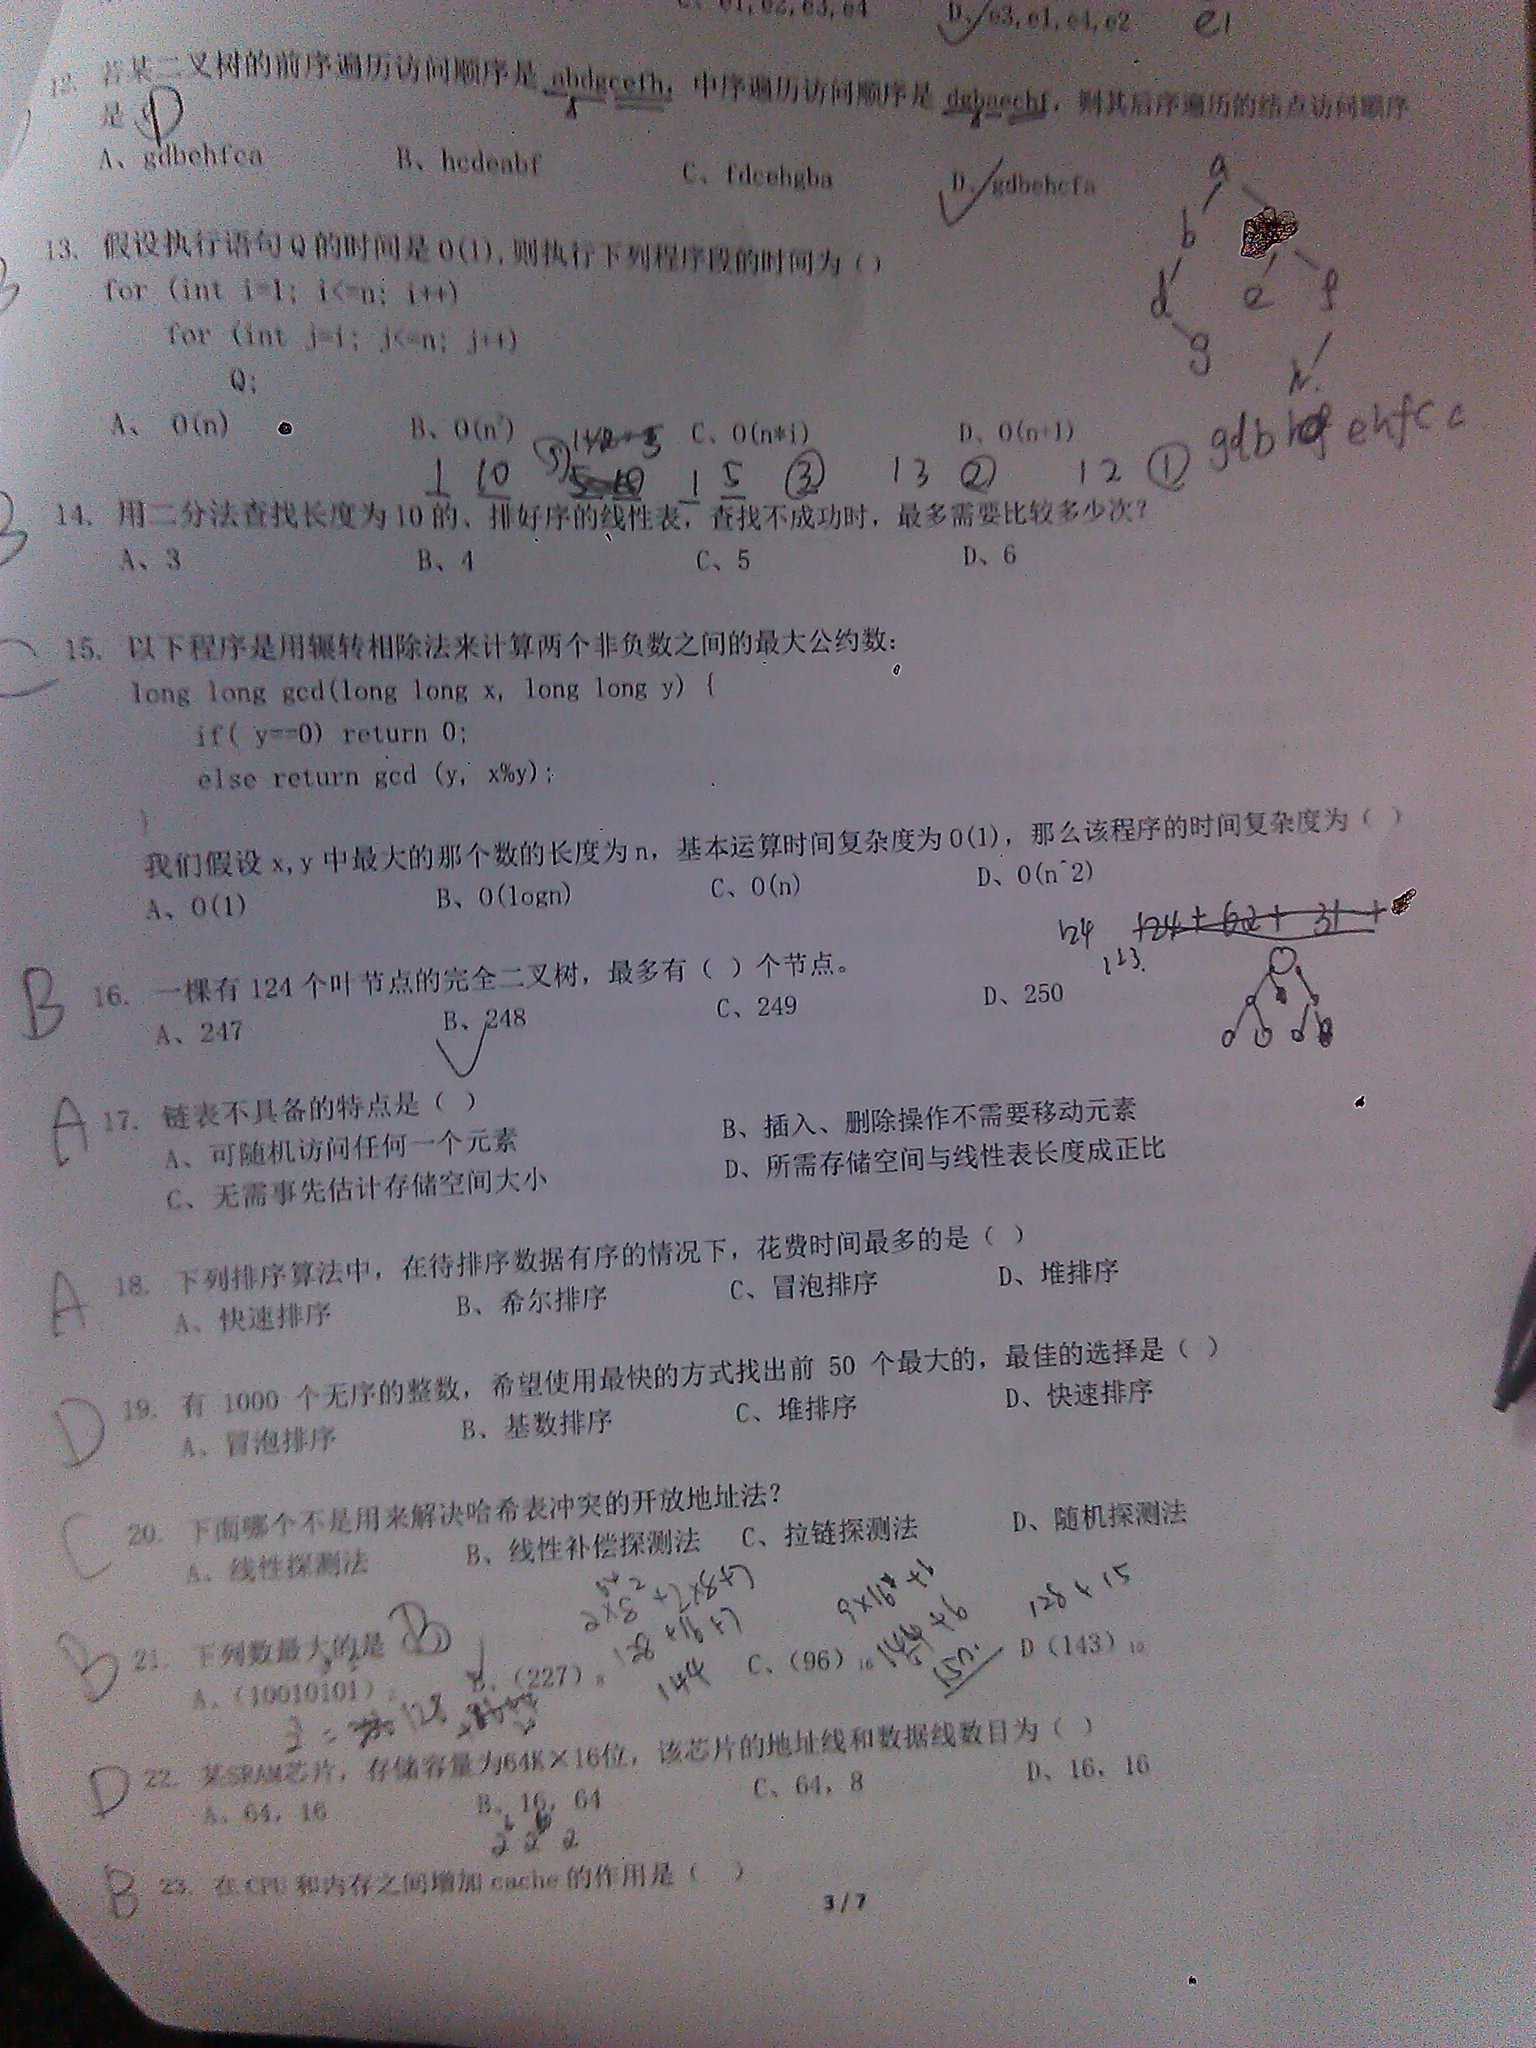 C、e1,e2,e3,e4 D、e3,e1,e4,e2 e1
12. 若某二叉树的前序遍历访问顺序是 abdgcefh, 中序遍历访问顺序是 dgbaechf, 则其后序遍历的结点访问顺序
是 D
A、gdbehfca B、hcdeabf C、fdcehgba D、gdbehcfa
a
b
d e f
g
h
13. 假设执行语句 Q 的时间是 O(1), 则执行下列程序段的时间为 ( )
for (int i=1; i<=n; i++)
for (int j=i; j<=n; j++)
Q;
A、 O(n) B、O(n²) C、O(n*i) D、O(n+1)
gdb ehfc
1 10 1 5 ③ 1 3 ② 1 2 ①
B 14. 用二分法查找长度为 10 的、排好序的线性表, 查找不成功时, 最多需要比较多少次?
A、3 B、4 C、5 D、6
C 15. 以下程序是用辗转相除法来计算两个非负数之间的最大公约数:
long long gcd(long long x, long long y) {
if( y==0) return 0;
else return gcd (y, x%y);
}
我们假设 x,y 中最大的那个数的长度为 n, 基本运算时间复杂度为 O(1), 那么该程序的时间复杂度为 ( )
A、O(1) B、O(logn) C、O(n) D、O(n^2)
124 124 + 62 + 31 +
123.
B 16. 一棵有 124 个叶节点的完全二叉树, 最多有 ( ) 个节点。
A、247 B、248 C、249 D、250
A 17. 链表不具备的特点是 ( )
A、可随机访问任何一个元素 B、插入、删除操作不需要移动元素
C、无需事先估计存储空间大小 D、所需存储空间与线性表长度成正比
A 18. 下列排序算法中, 在待排序数据有序的情况下, 花费时间最多的是 ( )
A、快速排序 B、希尔排序 C、冒泡排序 D、堆排序
D 19. 有 1000 个无序的整数, 希望使用最快的方式找出前 50 个最大的, 最佳的选择是 ( )
A、冒泡排序 B、基数排序 C、堆排序 D、快速排序
C 20. 下面哪个不是用来解决哈希表冲突的开放地址法?
A、线性探测法 B、线性补偿探测法 C、拉链探测法 D、随机探测法
2×8² +2×8+7 9×16 + 128 + 15
128 +16 +7 144 + 6
144 150
B 21. 下列数最大的是 B
A、(10010101) B、(227) 8 C、(96) 16 D (143) 10
128
D 22. 某SRAM芯片, 存储容量为64K×16位, 该芯片的地址线和数据线数目为 ( )
A、64, 16 B、16, 64 C、64, 8 D、16, 16
B 23. 在 CPU 和内存之间增加 cache 的作用是 ( )
3 / 7